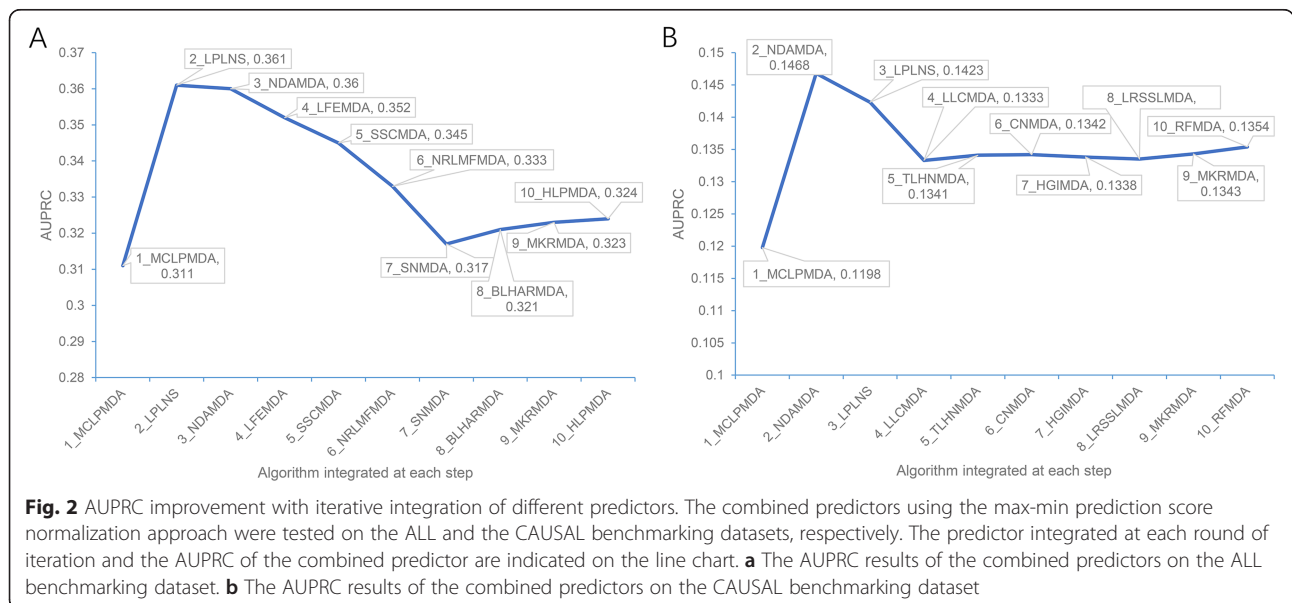 A
0.37
0.36
0.35
0.34
0.33
0.32
0.31
0.3
0.29
0.28
AUPRC
2_LPLNS, 0.361
3_NDAMDA, 0.36
4_LFEMDA, 0.352
5_SSCMDA, 0.345
6_NRLMFMDA, 0.333
10_HLPMDA, 0.324
1_MCLPMDA,
0.311
7_SNMDA, 0.317
9_MKRMDA, 0.323
8_BLHARMDA,
0.321
1_MCLPMDA
2_LPLNS
3_NDAMDA
4_LFEMDA
5_SSCMDA
6_NRLMFMDA
7_SNMDA
8_BLHARMDA
9_MKRMDA
10_HLPMDA
Algorithm integrated at each step
B
0.15
0.145
0.14
0.135
0.13
0.125
0.12
0.115
0.11
0.105
0.1
AUPRC
2_NDAMDA,
0.1468
3_LPLNS, 0.1423
4_LLCMDA, 0.1333
8_LRSSLMDA,
6_CNMDA, 0.1342
10_RFMDA, 0.1354
5_TLHNMDA,
0.1341
7_HGIMDA, 0.1338
9_MKRMDA,
0.1343
1_MCLPMDA, 0.1198
1_MCLPMDA
2_NDAMDA
3_LPLNS
4_LLCMDA
5_TLHNMDA
6_CNMDA
7_HGIMDA
8_LRSSLMDA
9_MKRMDA
10_RFMDA
Algorithm integrated at each step
Fig. 2 AUPRC improvement with iterative integration of different predictors. The combined predictors using the max-min prediction score
normalization approach were tested on the ALL and the CAUSAL benchmarking datasets, respectively. The predictor integrated at each round of
iteration and the AUPRC of the combined predictor are indicated on the line chart. a The AUPRC results of the combined predictors on the ALL
benchmarking dataset. b The AUPRC results of the combined predictors on the CAUSAL benchmarking dataset